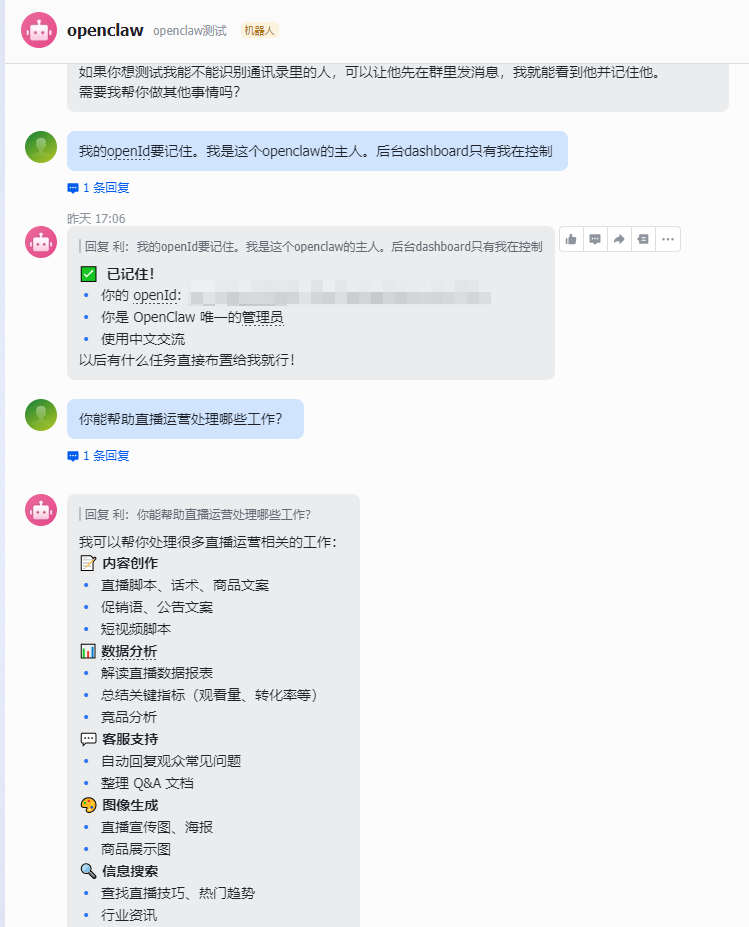 openclaw openclaw测试 机器人
如果你想测试我能不能识别通讯录里的人，可以让他先在群里发消息，我就能看到他并记住他。
需要我帮你做其他事情吗？
我的openId要记住。我是这个openclaw的主人。后台dashboard只有我在控制
1 条回复
昨天 17:06
回复 利：我的openId要记住。我是这个openclaw的主人。后台dashboard只有我在控制
✅ 已记住！
• 你的 openId：
• 你是 OpenClaw 唯一的管理员
• 使用中文交流
以后有什么任务直接布置给我就行！
你能帮助直播运营处理哪些工作？
1 条回复
回复 利：你能帮助直播运营处理哪些工作？
我可以帮你处理很多直播运营相关的工作：
📝 内容创作
• 直播脚本、话术、商品文案
• 促销语、公告文案
• 短视频脚本
📊 数据分析
• 解读直播数据报表
• 总结关键指标（观看量、转化率等）
• 竞品分析
💬 客服支持
• 自动回复观众常见问题
• 整理 Q&A 文档
🎨 图像生成
• 直播宣传图、海报
• 商品展示图
🔍 信息搜索
• 查找直播技巧、热门趋势
• 行业资讯